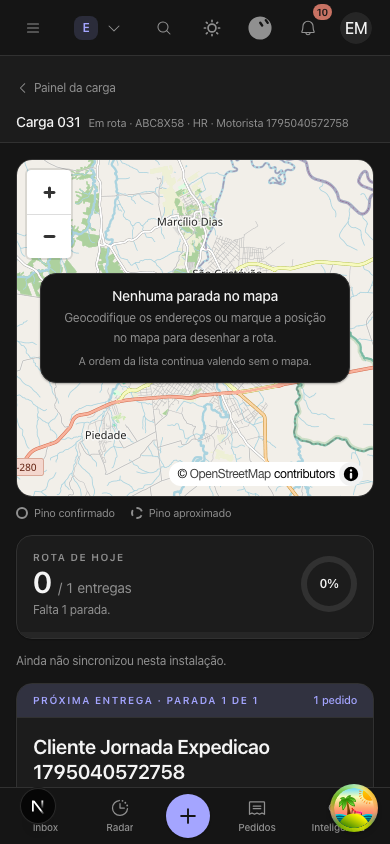 E
10
EM
Painel da carga
Carga 031 Em rota · ABC8X58 · HR · Motorista 1795040572758
+
−
Marcílio Dias
Nenhuma parada no mapa
Geocodifique os endereços ou marque a posição
no mapa para desenhar a rota.
A ordem da lista continua valendo sem o mapa.
Piedade
-280
© OpenStreetMap contributors
Pino confirmado Pino aproximado
ROTA DE HOJE
0 / 1 entregas
0%
Falta 1 parada.
Ainda não sincronizou nesta instalação.
PRÓXIMA ENTREGA · PARADA 1 DE 1 1 pedido
Cliente Jornada Expedicao
1795040572758
N
Inbox Radar + Pedidos